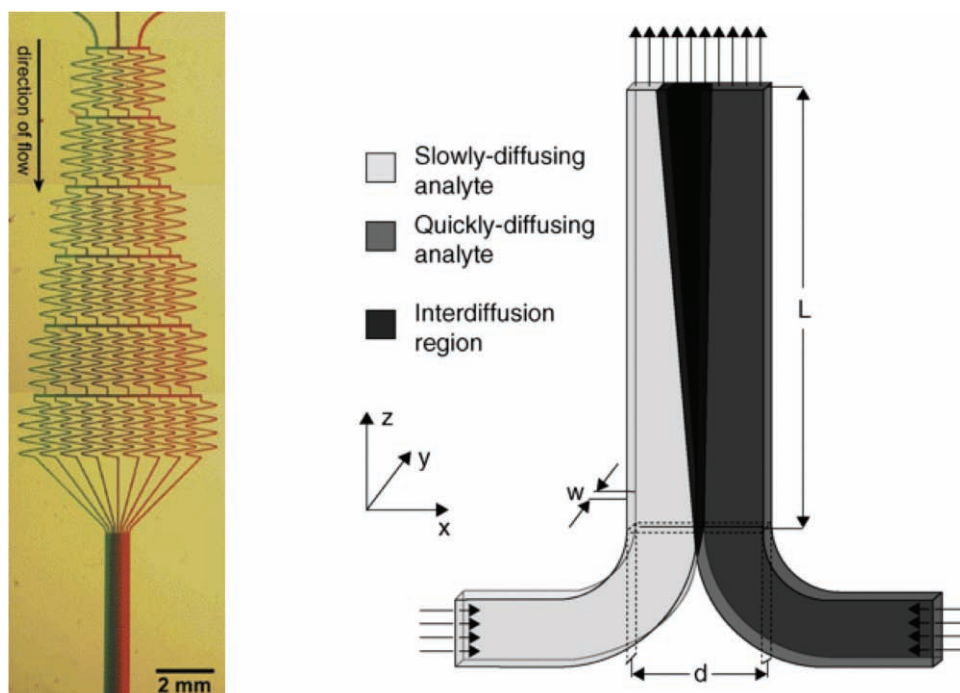 direction of flow
2 mm
Slowly-diffusing
analyte
Quickly-diffusing
analyte
Interdiffusion
region
L
z
y
x
w
d